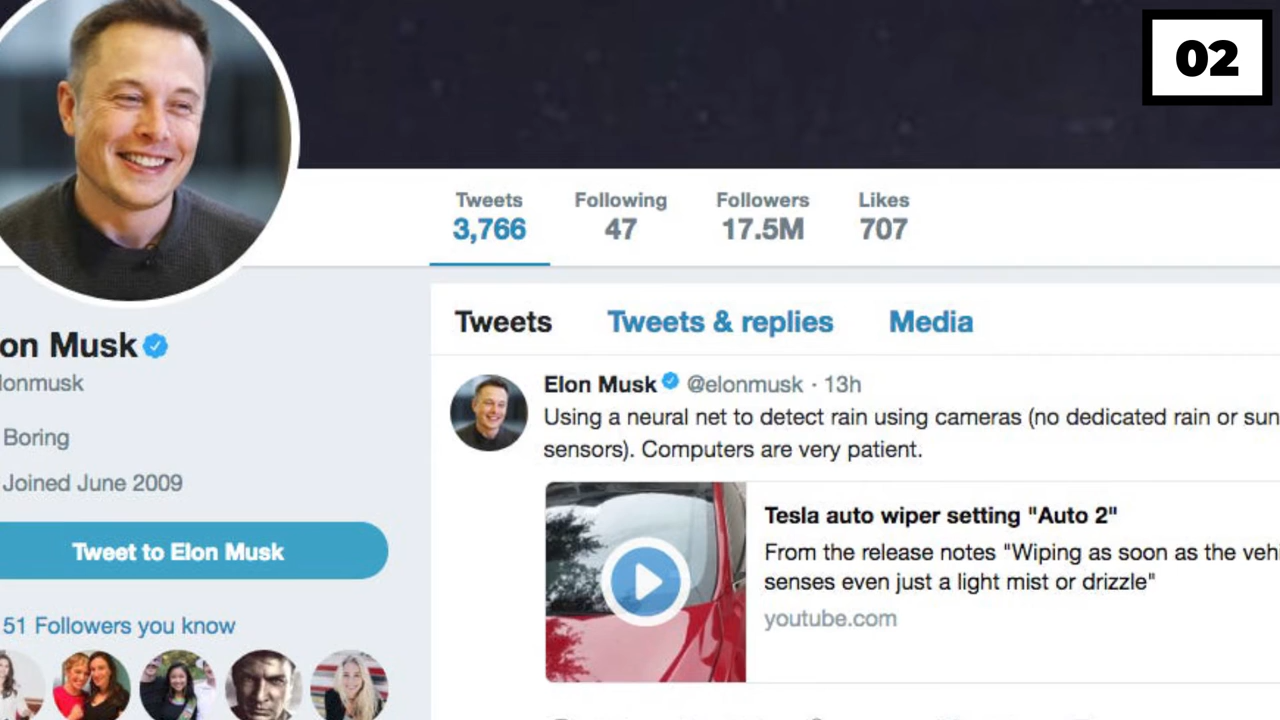 02
Tweets Following Followers Likes
3,766 47 17.5M 707
on Musk
lonmusk
Boring
Joined June 2009
Tweet to Elon Musk
51 Followers you know
Tweets Tweets & replies Media
Elon Musk @elonmusk · 13h
Using a neural net to detect rain using cameras (no dedicated rain or sun
sensors). Computers are very patient.
Tesla auto wiper setting "Auto 2"
From the release notes "Wiping as soon as the vehi
senses even just a light mist or drizzle"
youtube.com